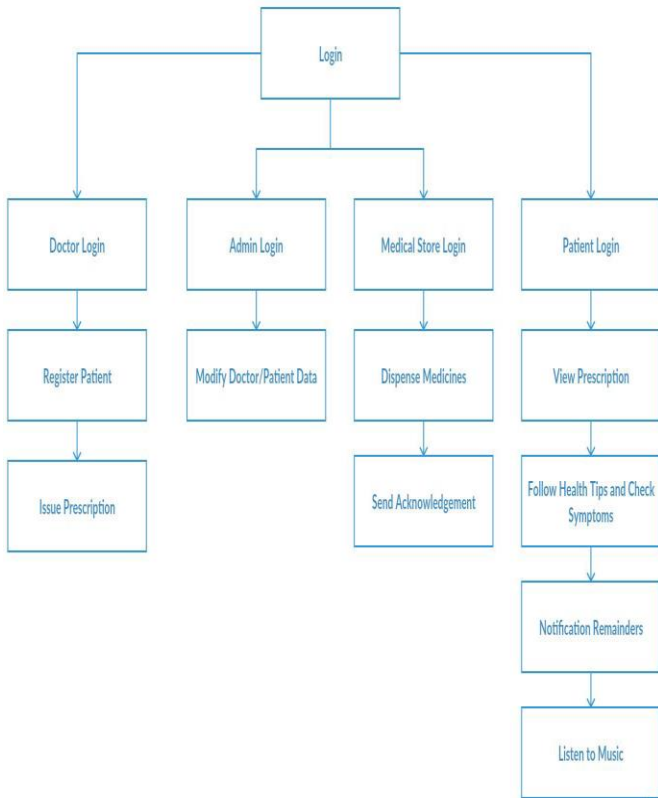 Login
Doctor Login
Admin Login
Medical Store Login
Patient Login
Register Patient
Modify Doctor/Patient Data
Dispense Medicines
View Prescription
Issue Prescription
Send Acknowledgement
Follow Health Tips and Check
Symptoms
Notification Remainders
Listen to Music